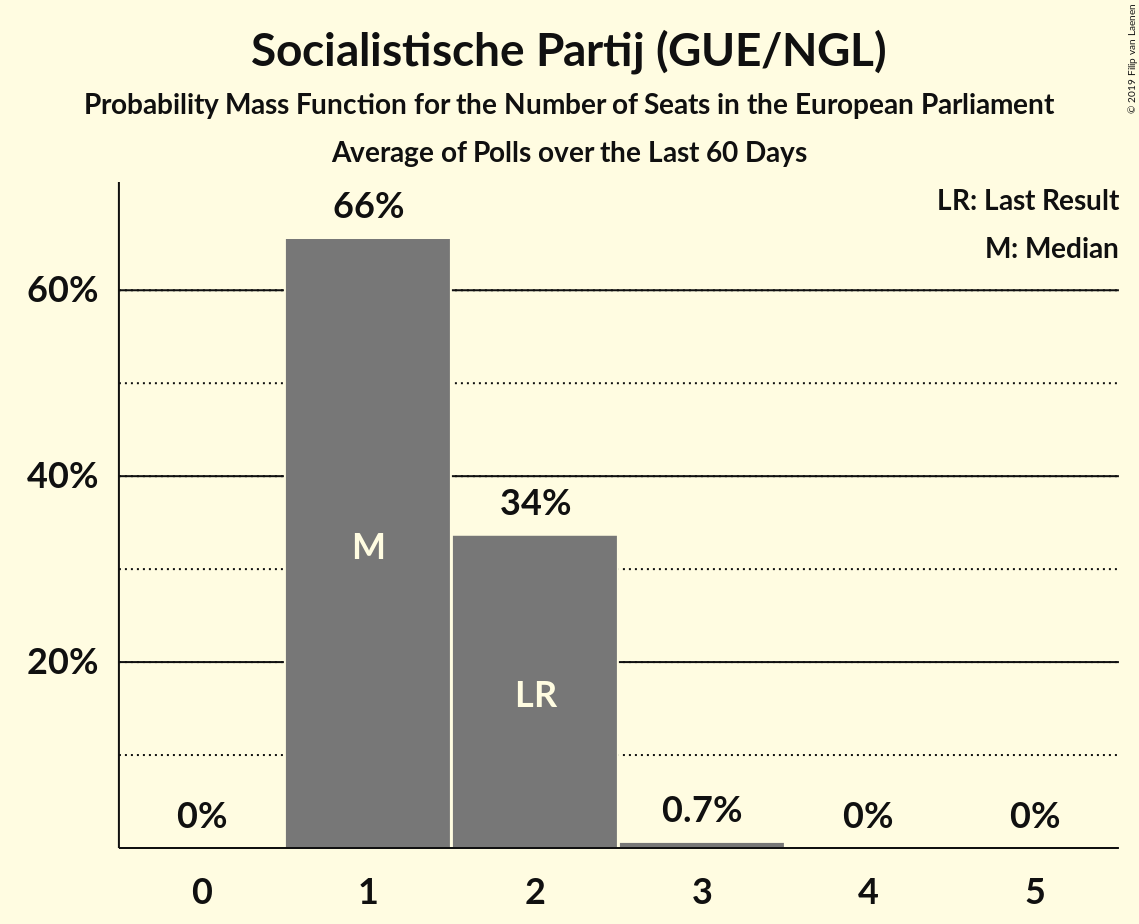 Socialistische Partij (GUE/NGL)
Probability Mass Function for the Number of Seats in the European Parliament
Average of Polls over the Last 60 Days
© 2019 Filip van Laenen
LR: Last Result
M: Median
66%
60%
40%
34%
M
20%
LR
0%
0.7%
0%
0%
0 1 2 3 4 5